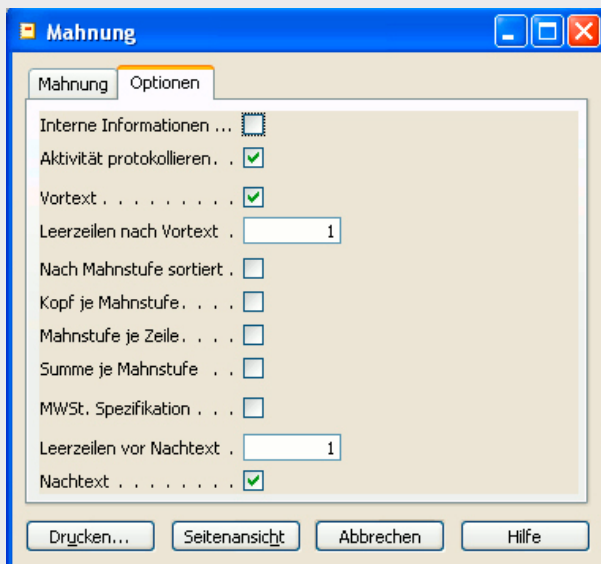 Mahnung
Mahnung Optionen
Interne Informationen ...
Aktivität protokollieren. . .
Vortext . . . . . . . . .
Leerzeilen nach Vortext . 1
Nach Mahnstufe sortiert .
Kopf je Mahnstufe. . . .
Mahnstufe je Zeile. . . .
Summe je Mahnstufe . .
MWSt. Spezifikation . . .
Leerzeilen vor Nachtext . 1
Nachtext . . . . . . . .
Drucken... Seitenansicht Abbrechen Hilfe